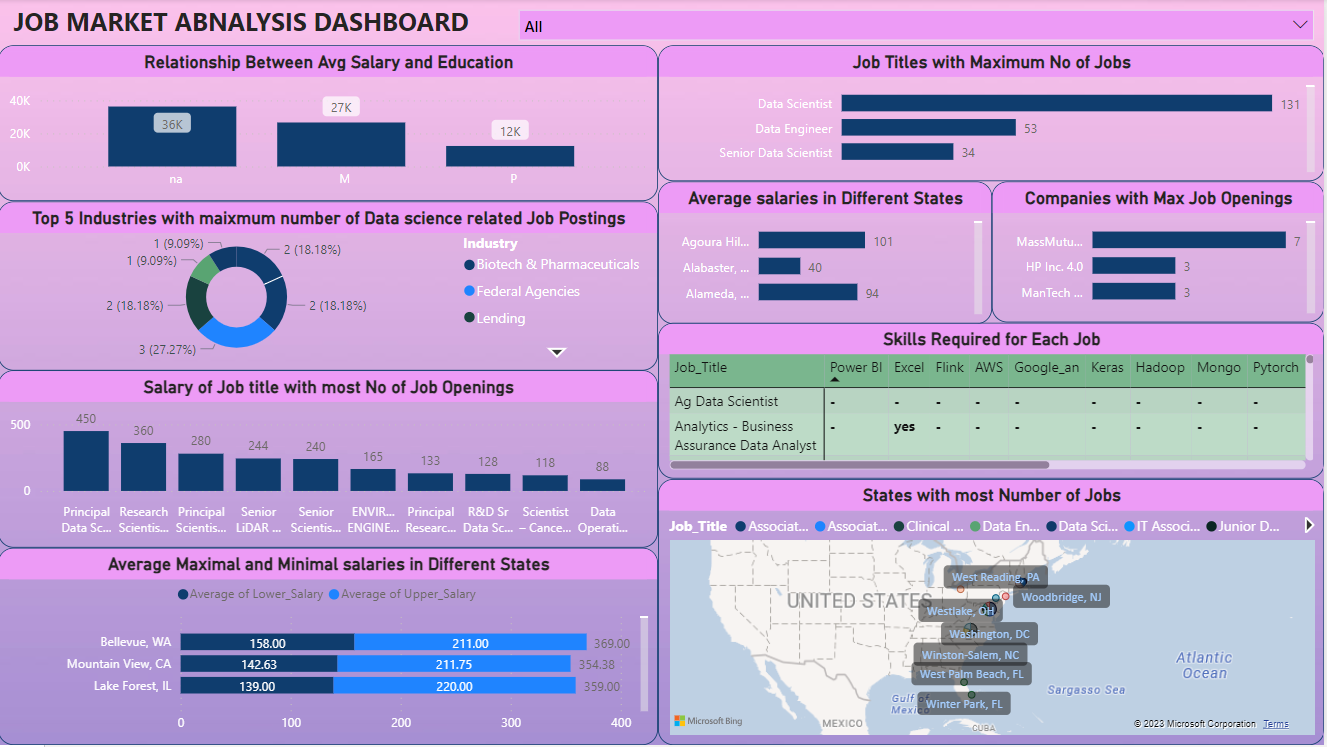 JOB MARKET ABNALYSIS DASHBOARD
All
Relationship Between Avg Salary and Education
40K
20K
0K
36K
27K
12K
na
M
P
Job Titles with Maximum No of Jobs
Data Scientist
131
Data Engineer
53
Senior Data Scientist
34
Top 5 Industries with maixmum number of Data science related Job Postings
1 (9.09%)
2 (18.18%)
1 (9.09%)
2 (18.18%)
2 (18.18%)
3 (27.27%)
Industry
Biotech & Pharmaceuticals
Federal Agencies
Lending
Average salaries in Different States
Agoura Hil...
101
Alabaster, ...
40
Alameda, ...
94
Companies with Max Job Openings
MassMutu...
7
HP Inc. 4.0
3
ManTech ...
3
Skills Required for Each Job
Job_Title Power BI Excel Flink AWS Google_an Keras Hadoop Mongo Pytorch
Ag Data Scientist - - - - - - - - -
Analytics - Business
Assurance Data Analyst
- yes - - - - - - -
Salary of Job title with most No of Job Openings
500
0
450
360
280
244
240
165
133
128
118
88
Principal
Data Sc...
Research
Scientis...
Principal
Scientis...
Senior
LiDAR ...
Senior
Scientis...
ENVIR...
ENGINE...
Principal
Researc...
R&D Sr
Data Sc...
Scientist
– Cance...
Data
Operati...
States with most Number of Jobs
Job_Title Associat... Associat... Clinical ... Data En... Data Sci... IT Associ... Junior D...
UNITED STATES
West Reading, PA
Woodbridge, NJ
Westlake, OH
Washington, DC
Winston-Salem, NC
West Palm Beach, FL
Winter Park, FL
Atlantic
Ocean
Sargasso Sea
Gulf of
Mexico
MEXICO
CUBA
Microsoft Bing
© 2023 Microsoft Corporation Terms
Average Maximal and Minimal salaries in Different States
Average of Lower_Salary Average of Upper_Salary
Bellevue, WA 158.00 211.00 369.00
Mountain View, CA 142.63 211.75 354.38
Lake Forest, IL 139.00 220.00 359.00
0 100 200 300 400